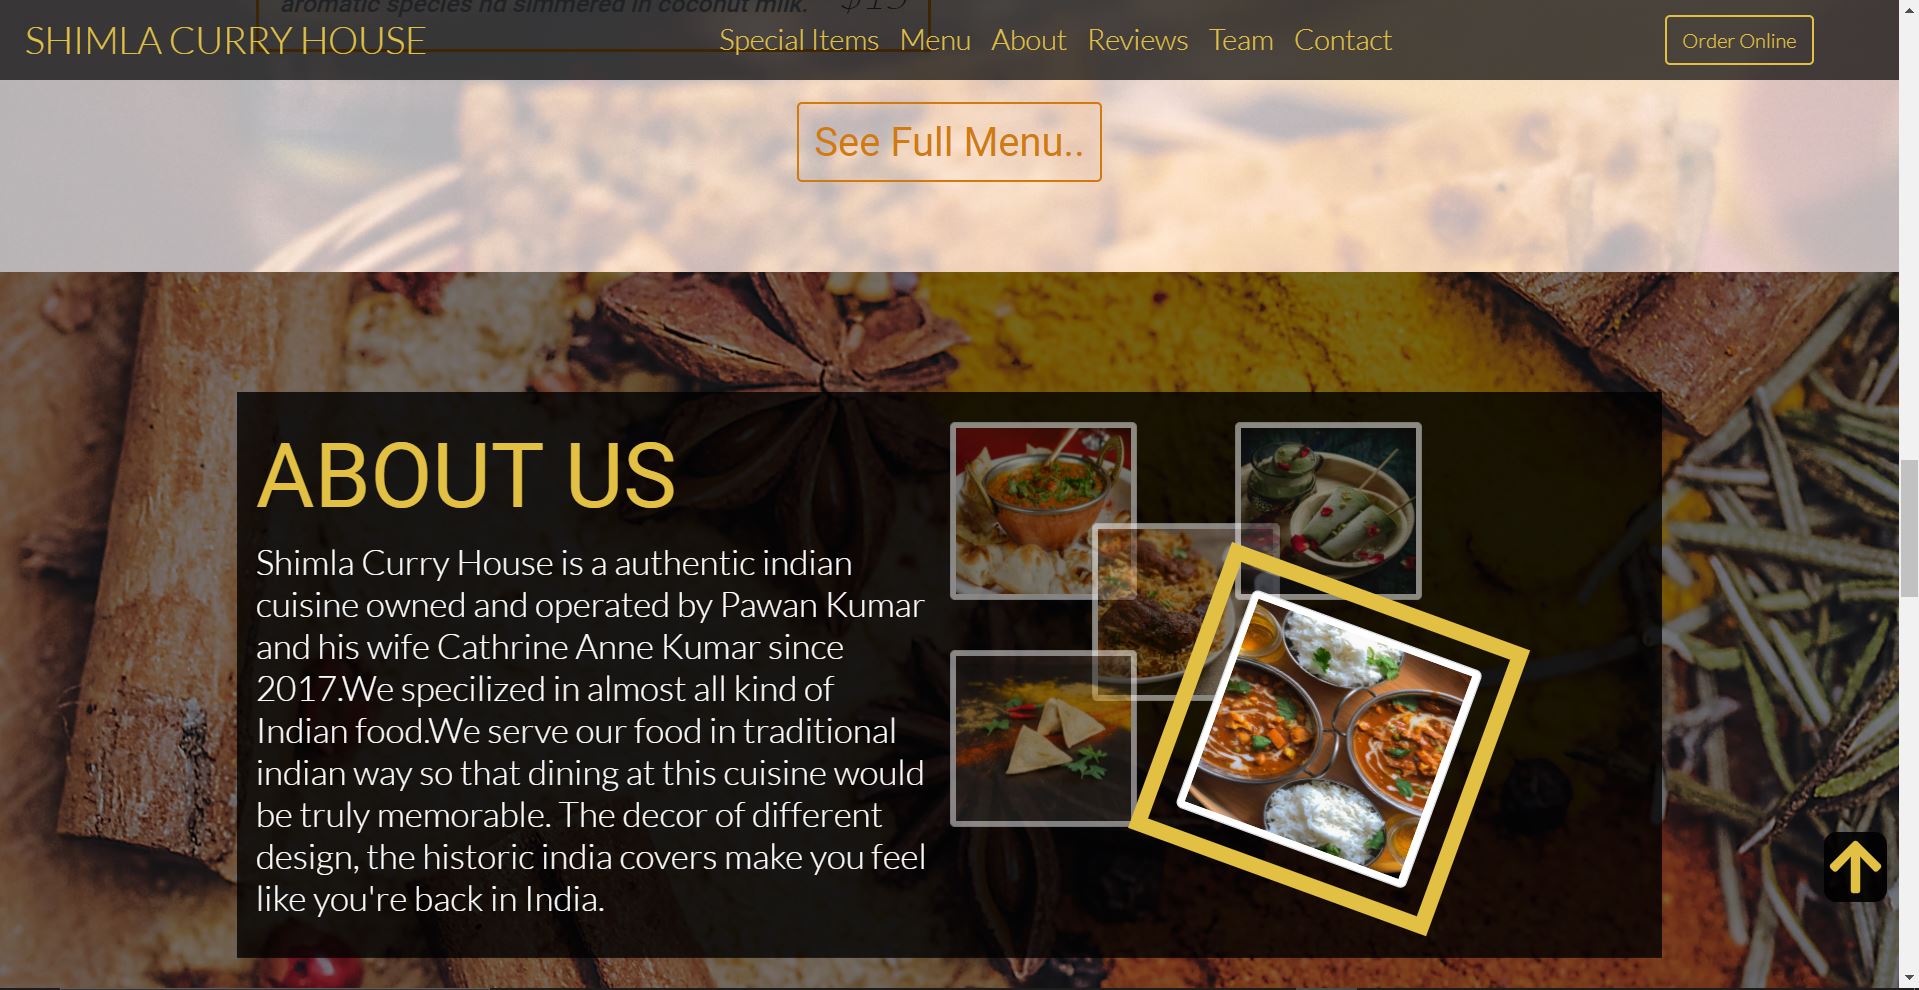 aromatic species nd simmered in coconut milk. $15
SHIMLA CURRY HOUSE
Special Items Menu About Reviews Team Contact
Order Online
See Full Menu..
ABOUT US
Shimla Curry House is a authentic indian
cuisine owned and operated by Pawan Kumar
and his wife Cathrine Anne Kumar since
2017.We specilized in almost all kind of
Indian food.We serve our food in traditional
indian way so that dining at this cuisine would
be truly memorable. The decor of different
design, the historic india covers make you feel
like you're back in India.